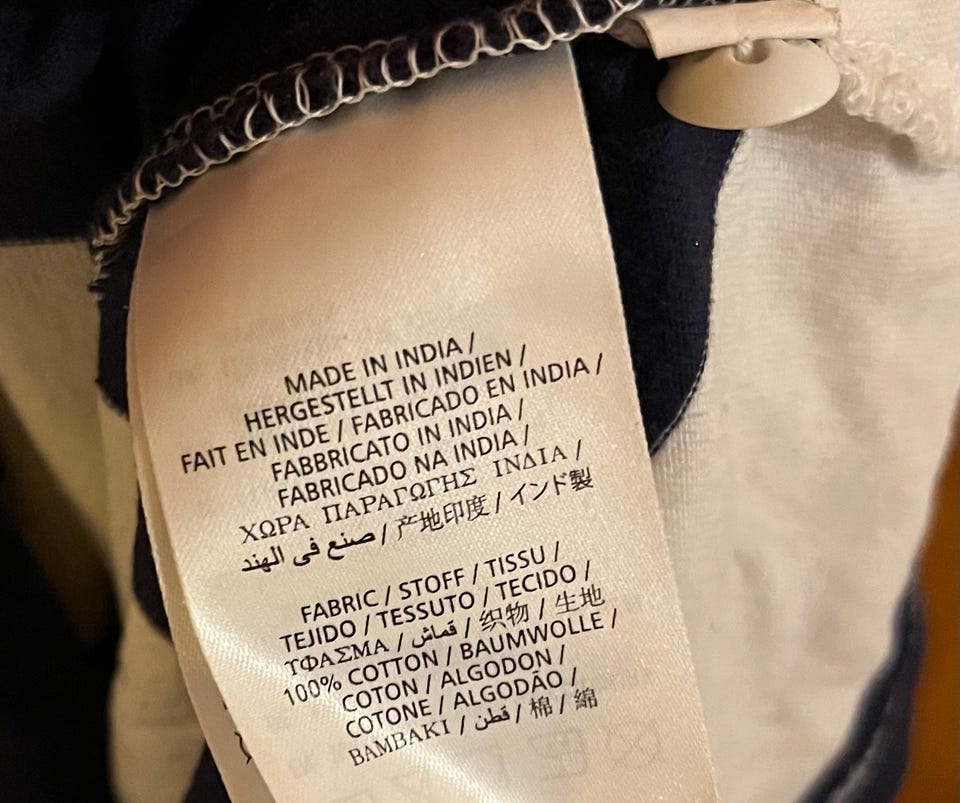 MADE IN INDIA /
HERGESTELLT IN INDIEN /
FAIT EN INDE / FABRICADO EN INDIA /
FABBRICATO IN INDIA /
FABRICADO NA INDIA /
ΧΩΡΑ ΠΑΡΑΓΩΓΗΣ ΙΝΔΙΑ /
صنع فى الهند / 产地印度 / インド製
FABRIC / STOFF / TISSU /
TEJIDO / TESSUTO / TECIDO /
ΥΦΑΣΜΑ / قماش / 织物 / 生地
100% COTTON / BAUMWOLLE /
COTON / ALGODON /
COTONE / ALGODÃO /
ΒΑΜΒΑΚΙ / قطن / 棉 / 綿